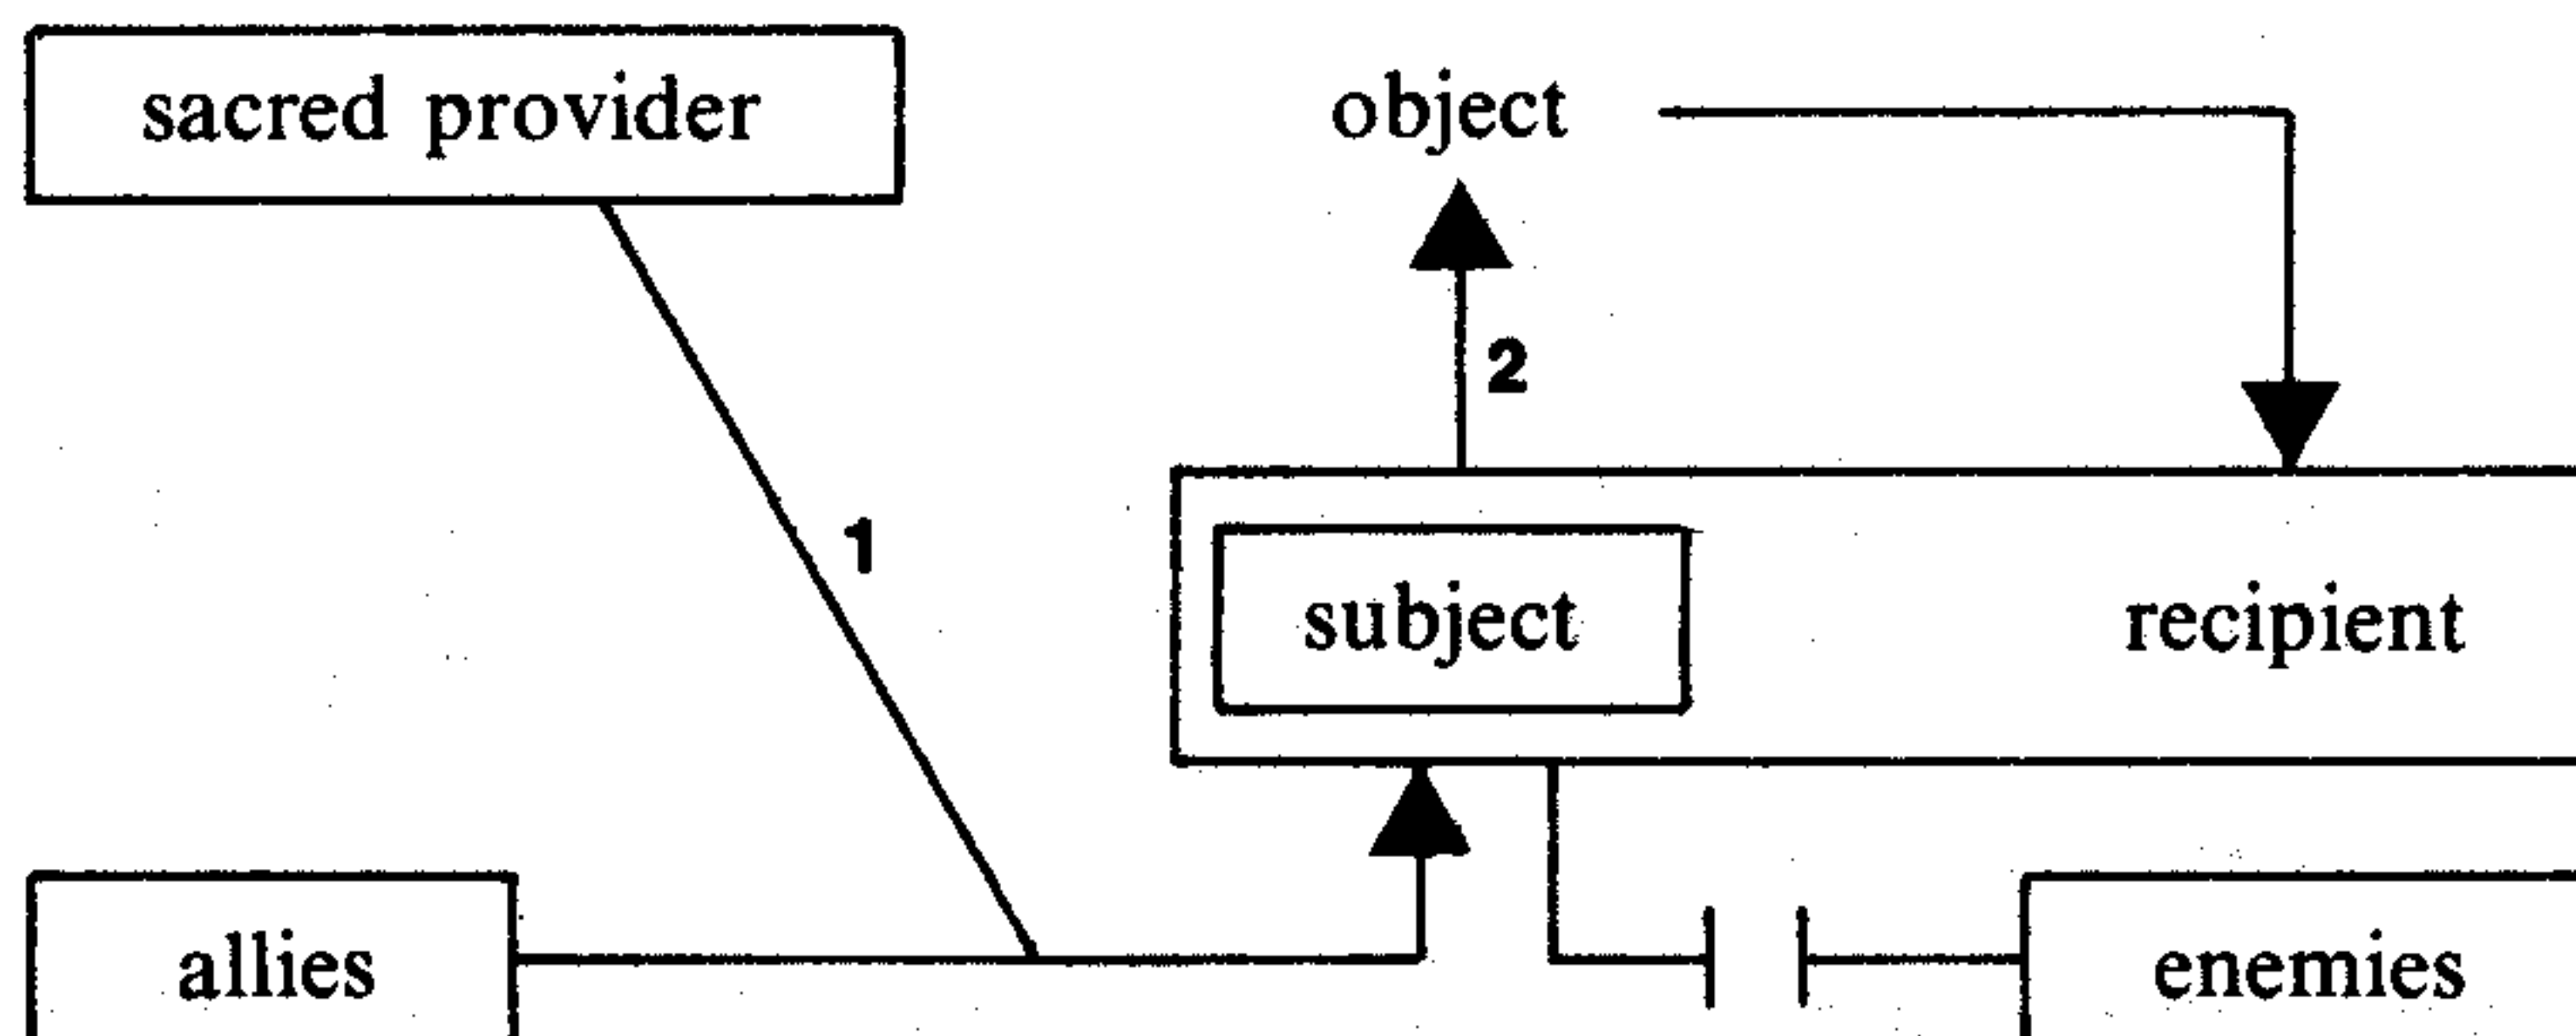 sacred provider
object
2
1
subject
recipient
allies
enemies